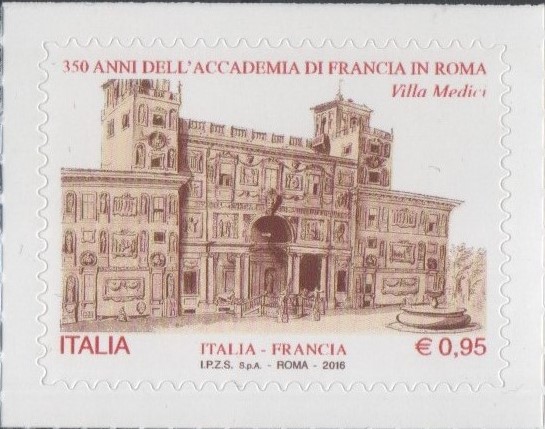 350 ANNI DELL'ACCADEMIA DI FRANCIA IN ROMA
Villa Medici
ITALIA
ITALIA - FRANCIA
€ 0,95
I.P.Z.S. S.p.A. - ROMA - 2016